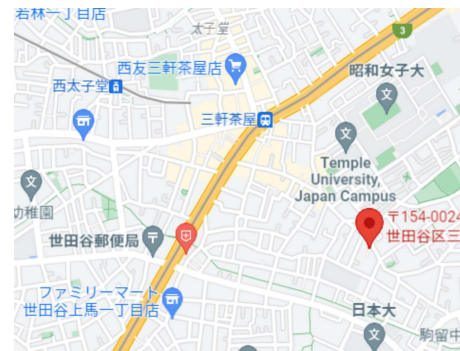 若林一丁目店
太子堂
3
西友三軒茶屋店
昭和女子大
西太子堂
三軒茶屋
Temple
University,
Japan Campus
幼稚園
〒154-0024
世田谷区三
世田谷郵便局
ファミリーマート
世田谷上馬一丁目店
日本大
駒留中